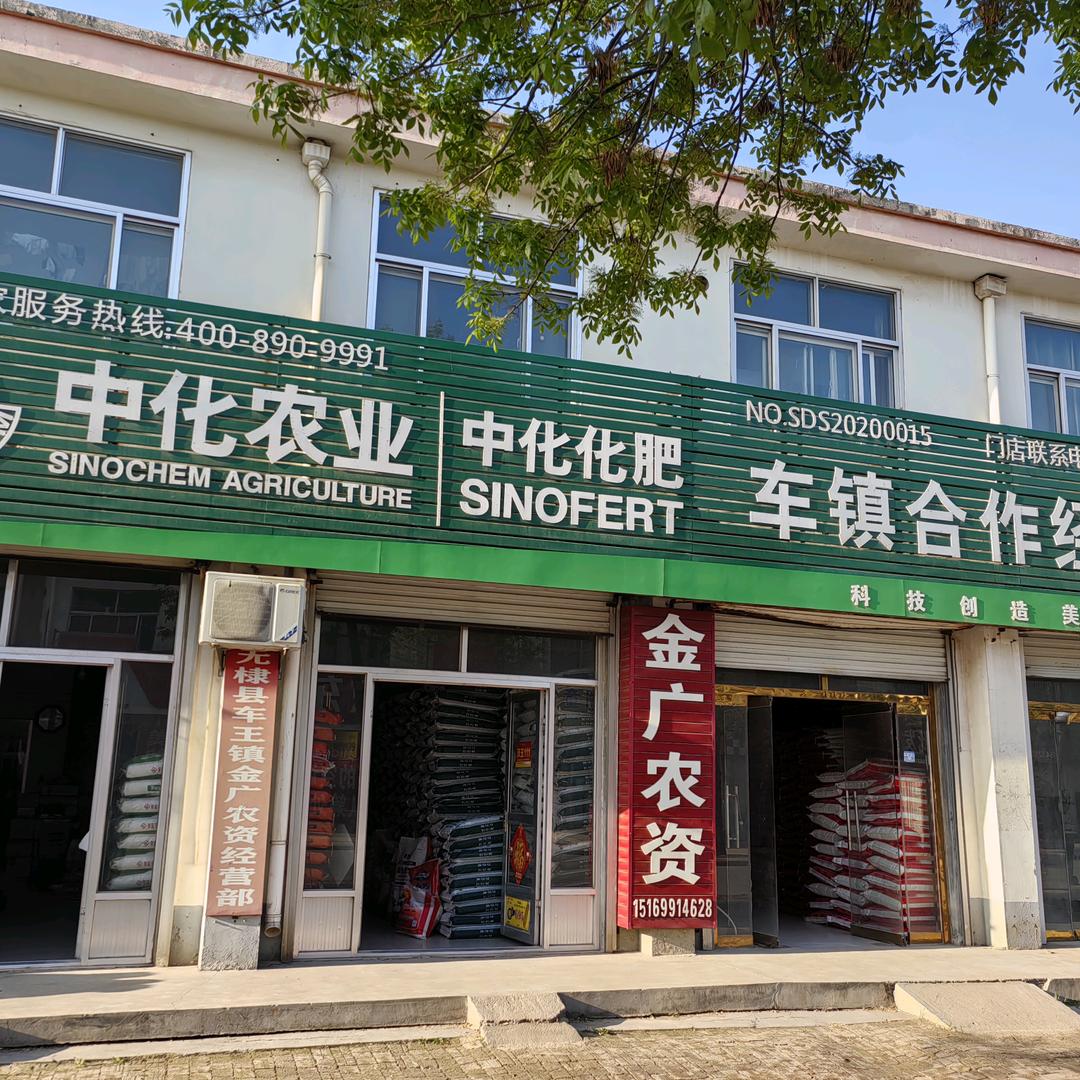 服务热线:400-890-9991
中化农业
SINOCHEM AGRICULTURE
中化化肥
SINOFERT
NO.SDS20200015
门店联系电
车镇合作经
科技创造美
无棣县车王镇金广农资经营部
金广农资
15169914628